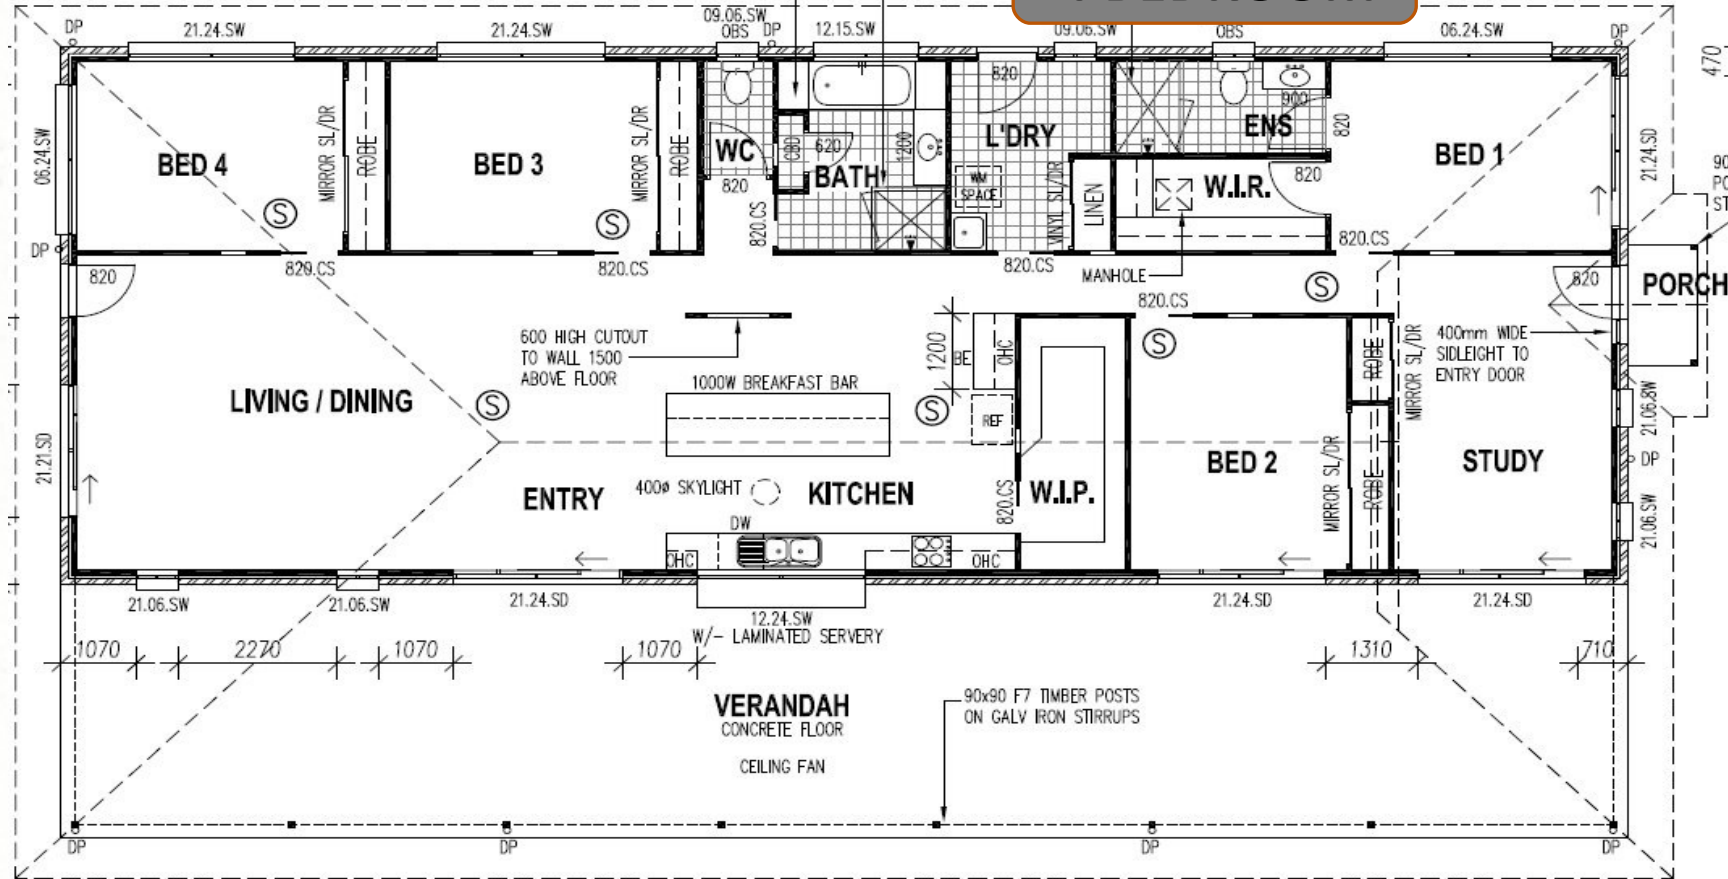 DP
21.24.SW
21.24.SW
09.06.SW
OBS
DP
12.15.SW
09.06.SW
OBS
06.24.SW
DP
470
06.24.SW
BED 4
MIRROR SL/DR
ROBE
BED 3
MIRROR SL/DR
ROBE
WC
820
CBD
620
1200
BATH
820.CS
820
L'DRY
WM
SPACE
VINYL SL/DR
LINEN
900
ENS
820
W.I.R.
820
BED 1
21.24.SD
90
ST
DP
820
820.CS
820.CS
820.CS
MANHOLE
820.CS
820.CS
820
PORCH
S
S
S
S
S
S
S
600 HIGH CUTOUT
TO WALL 1500
ABOVE FLOOR
1200
BE
OHC
REF
1000W BREAKFAST BAR
400mm WIDE
SIDLEIGHT TO
ENTRY DOOR
ROBE
MIRROR SL/DR
LIVING / DINING
21.21.SD
ENTRY
400ø SKYLIGHT
KITCHEN
820.CS
W.I.P.
BED 2
MIRROR SL/DR
ROBE
STUDY
21.06.SW
DP
21.06.SW
DW
OHC
OHC
21.06.SW
21.06.SW
21.24.SD
12.24.SW
W/- LAMINATED SERVERY
21.24.SD
21.24.SD
1070
2270
1070
1070
1310
710
VERANDAH
CONCRETE FLOOR
CEILING FAN
90x90 F7 TIMBER POSTS
ON GALV IRON STIRRUPS
DP
DP
DP
DP